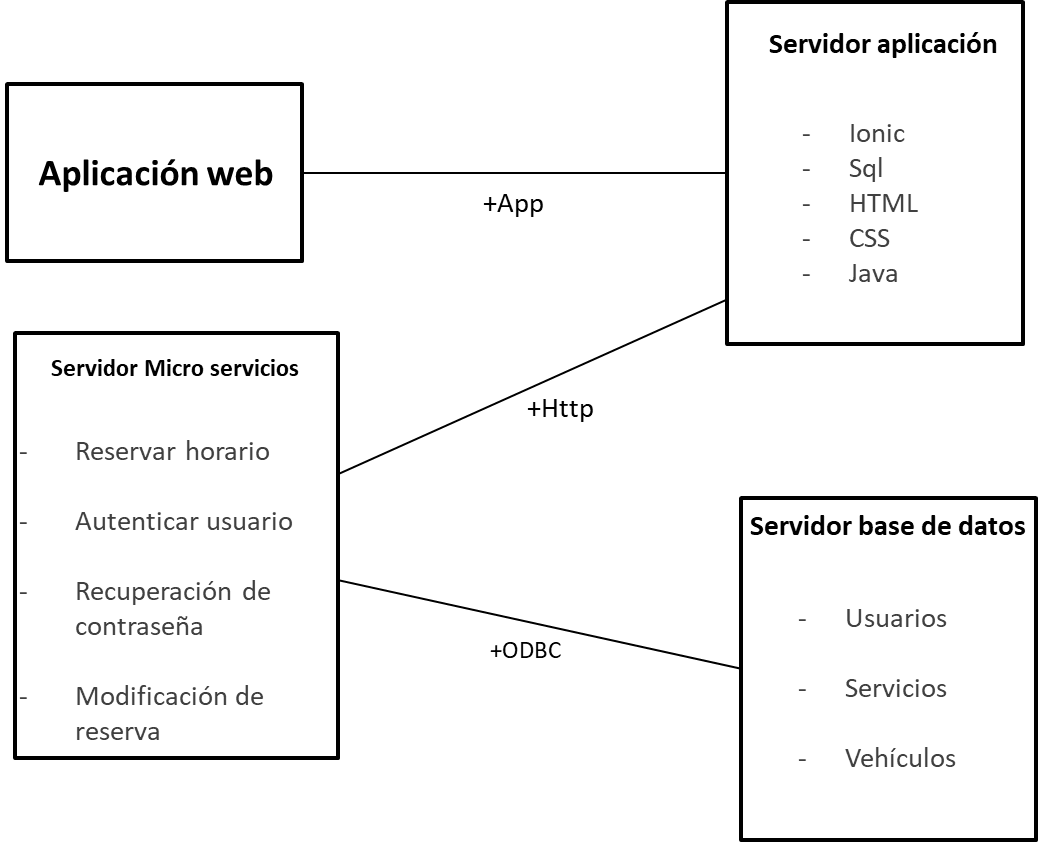 Aplicación web
+App
Servidor aplicación
- Ionic
- Sql
- HTML
- CSS
- Java
Servidor Micro servicios
- Reservar horario
- Autenticar usuario
- Recuperación de
contraseña
- Modificación de
reserva
+Http
+ODBC
Servidor base de datos
- Usuarios
- Servicios
- Vehículos